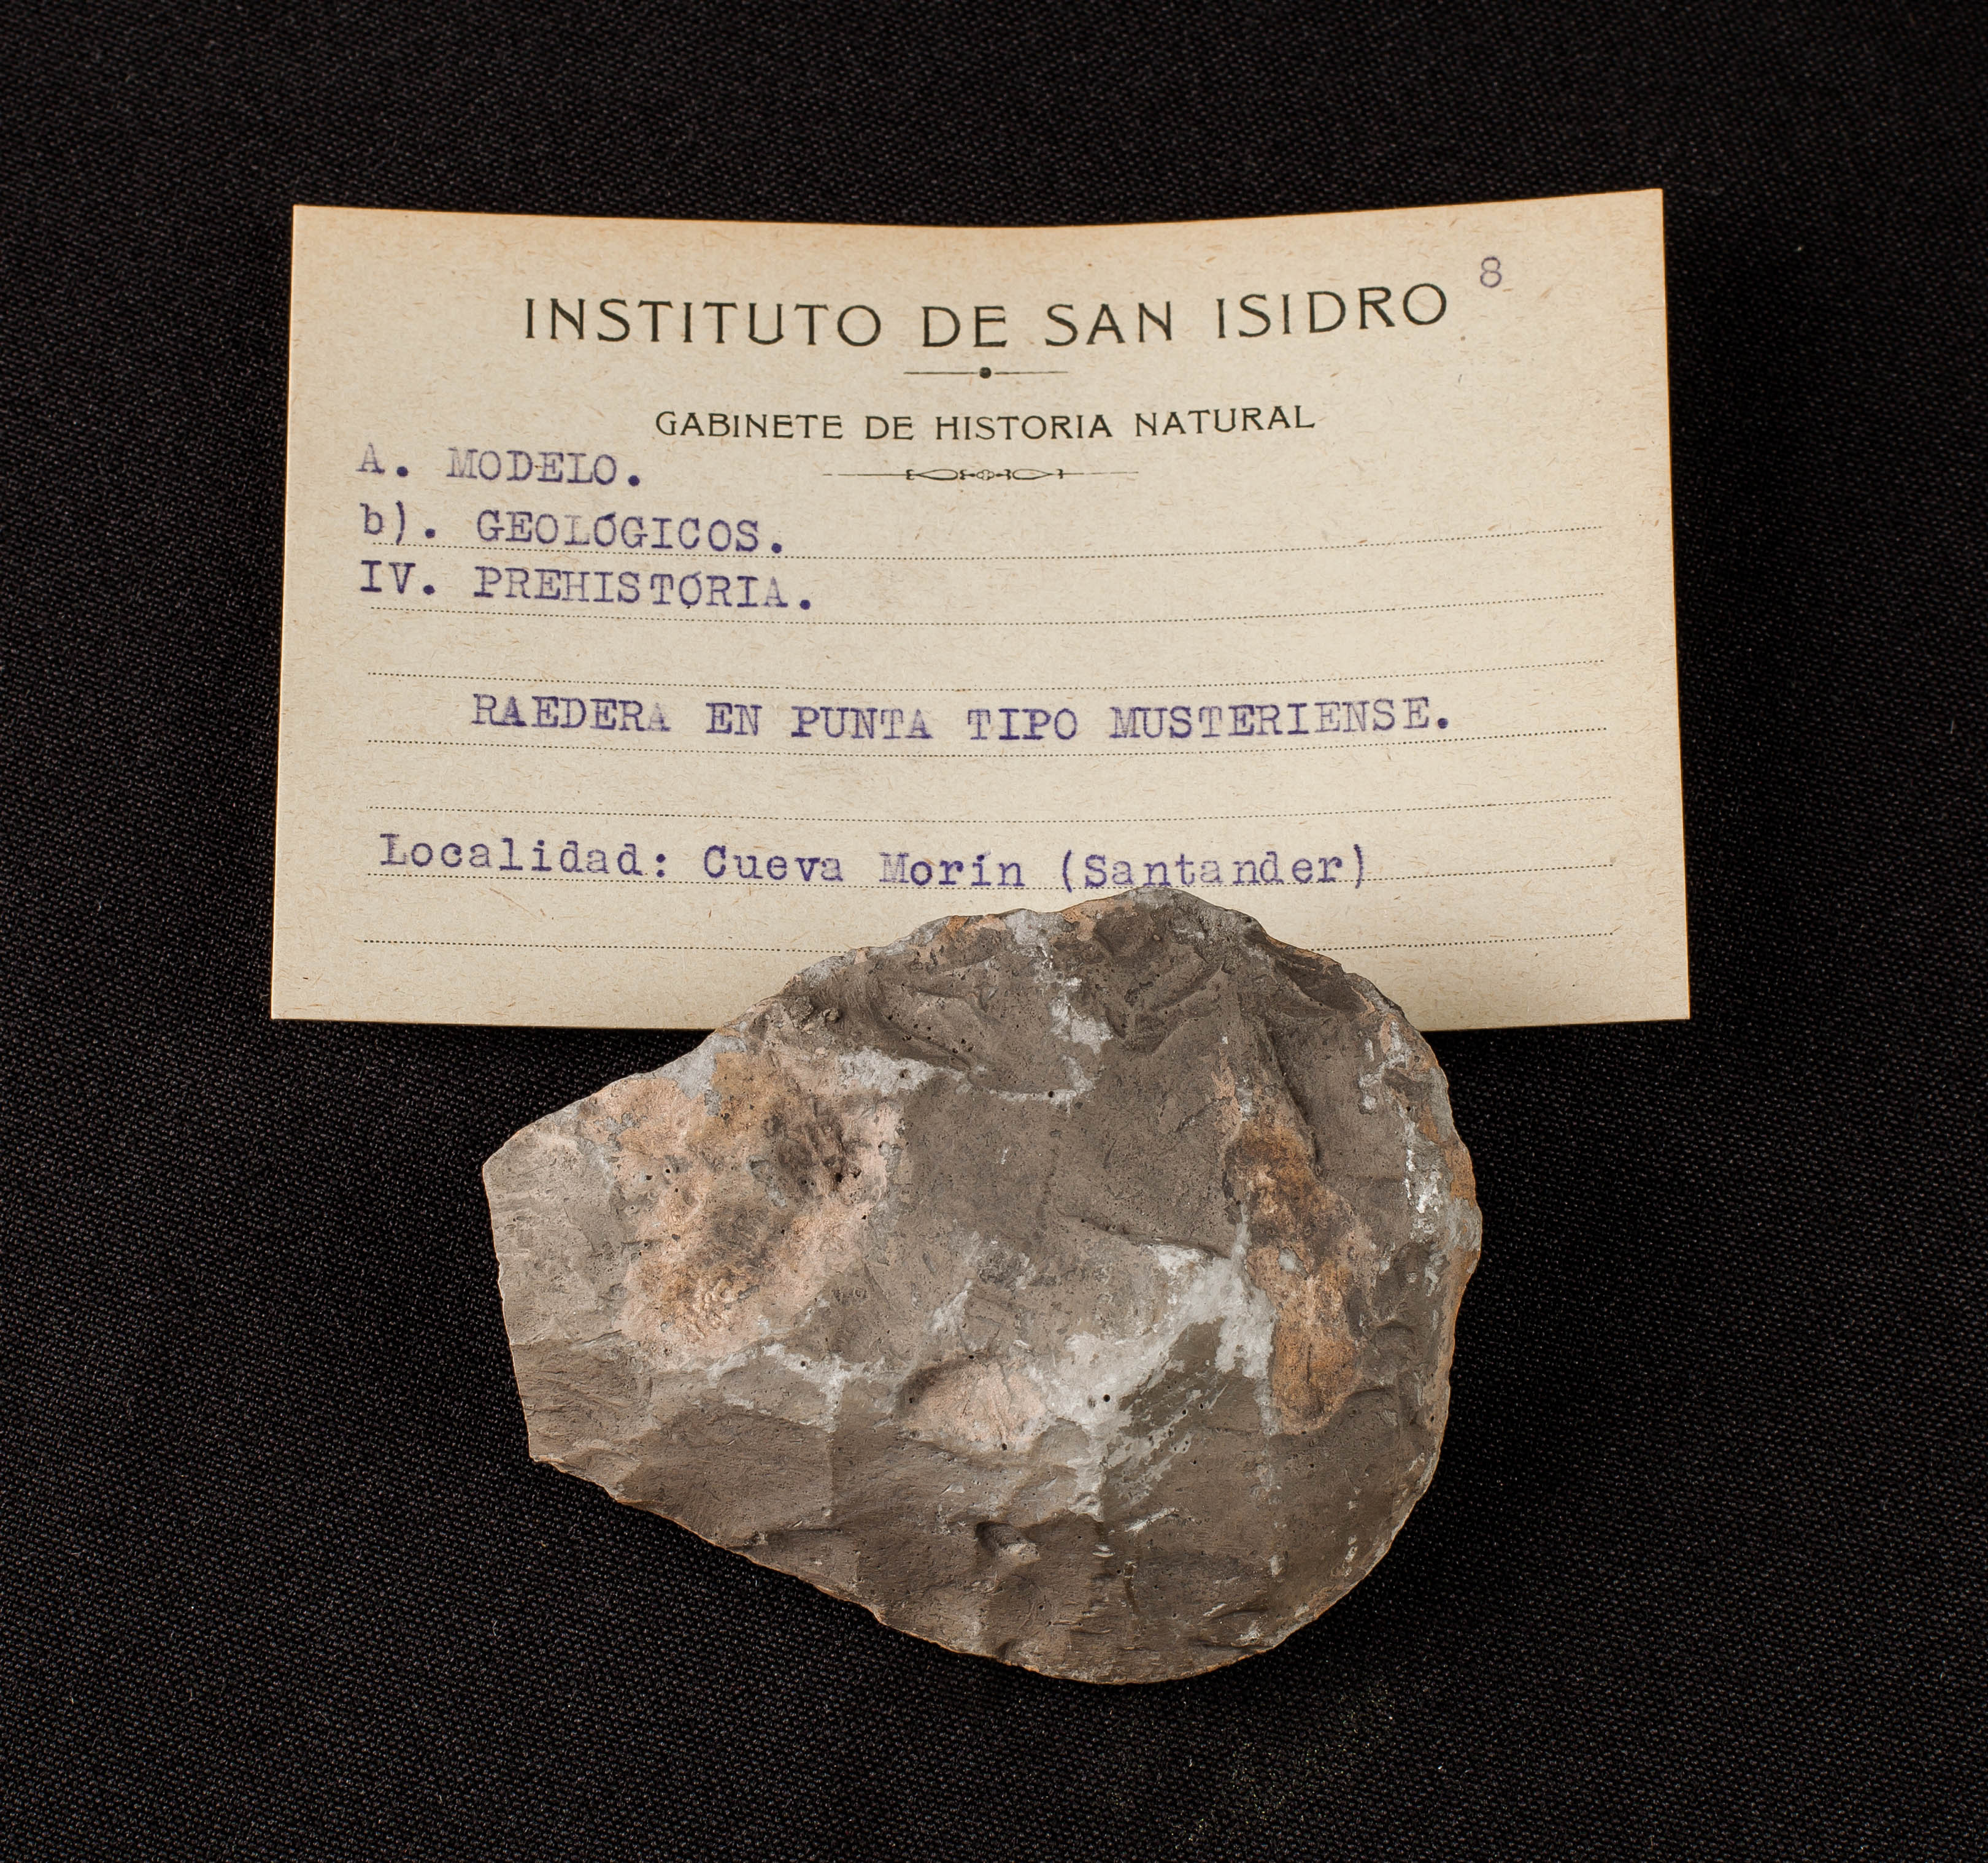 8
INSTITUTO DE SAN ISIDRO
GABINETE DE HISTORIA NATURAL
A. MODELO.
b). GEOLÓGICOS.
IV. PREHISTÓRIA.
RAEDERA EN PUNTA TIPO MUSTERIENSE.
Localidad: Cueva Morín (Santander)